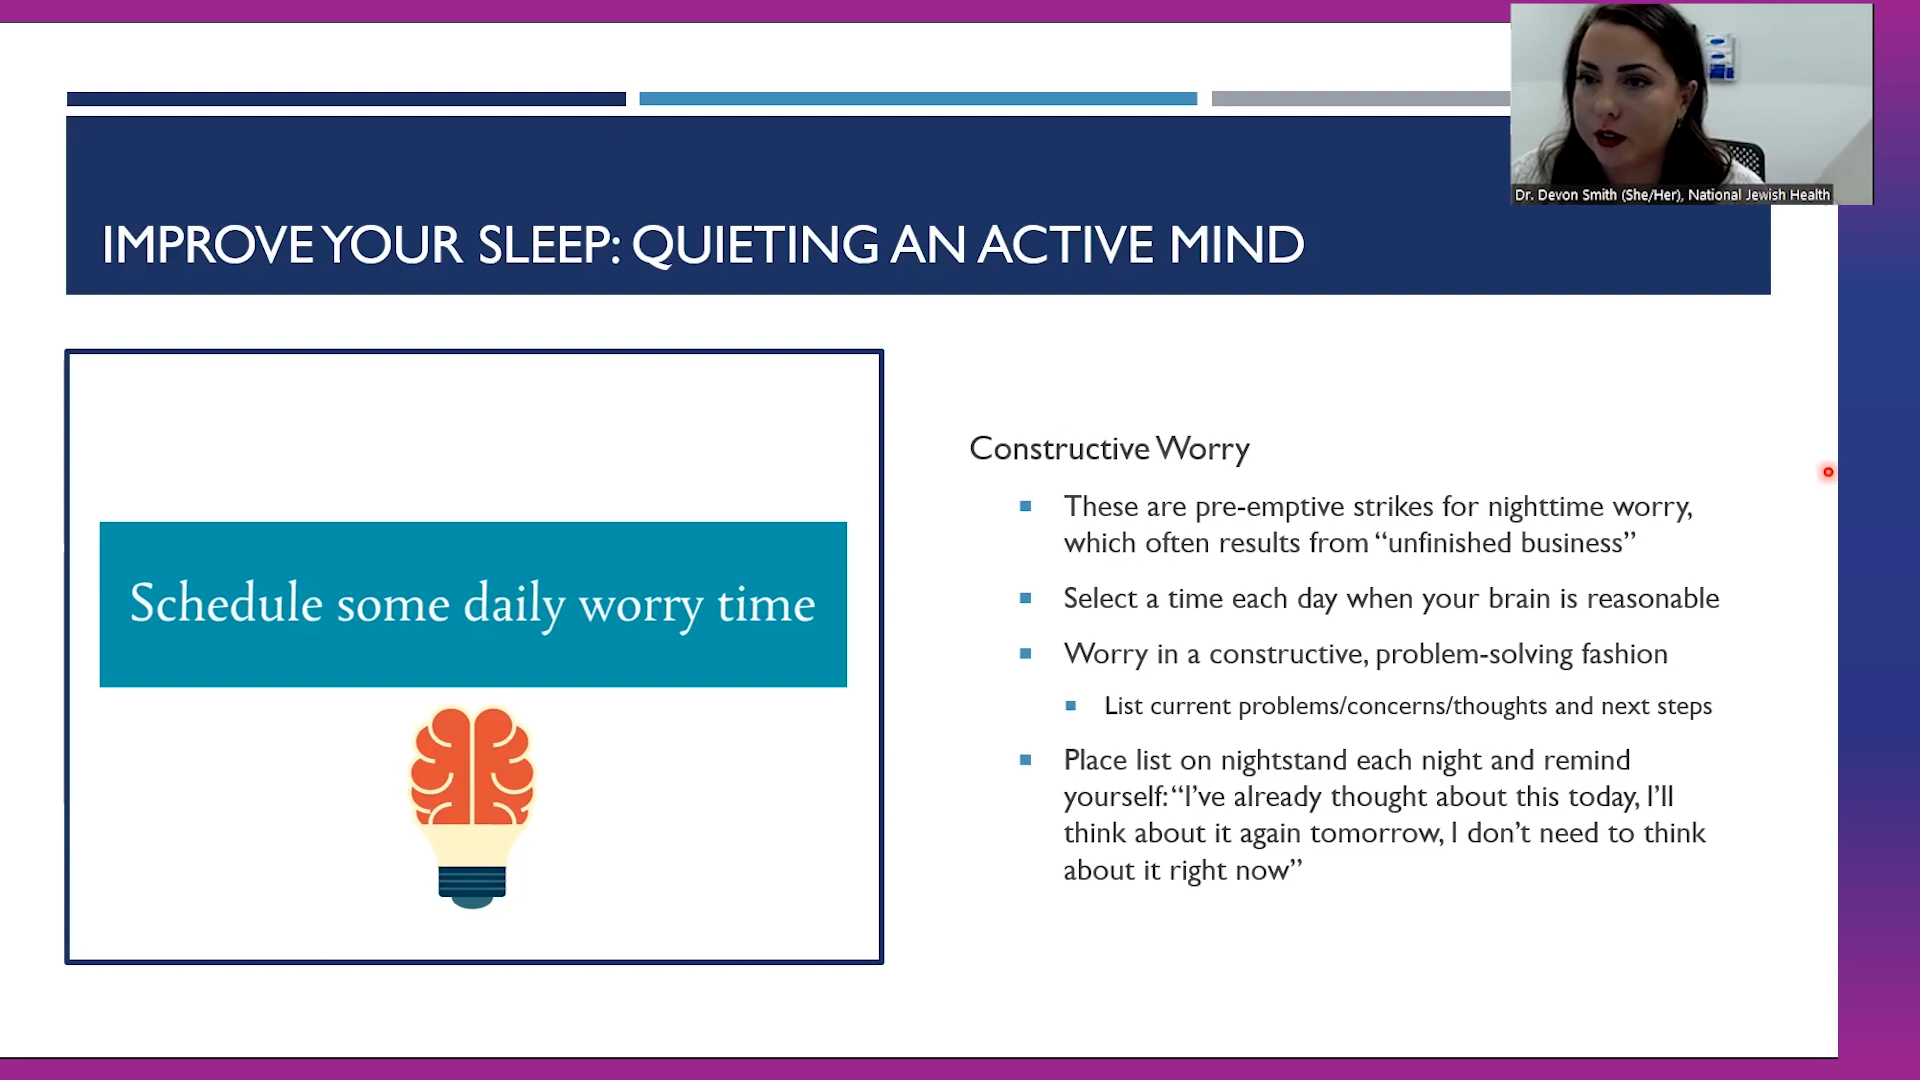 Dr. Devon Smith (She/Her), National Jewish Health
IMPROVE YOUR SLEEP: QUIETING AN ACTIVE MIND
Schedule some daily worry time
Constructive Worry
These are pre-emptive strikes for nighttime worry,
which often results from “unfinished business”
Select a time each day when your brain is reasonable
Worry in a constructive, problem-solving fashion
List current problems/concerns/thoughts and next steps
Place list on nightstand each night and remind
yourself: “I’ve already thought about this today, I’ll
think about it again tomorrow, I don’t need to think
about it right now”